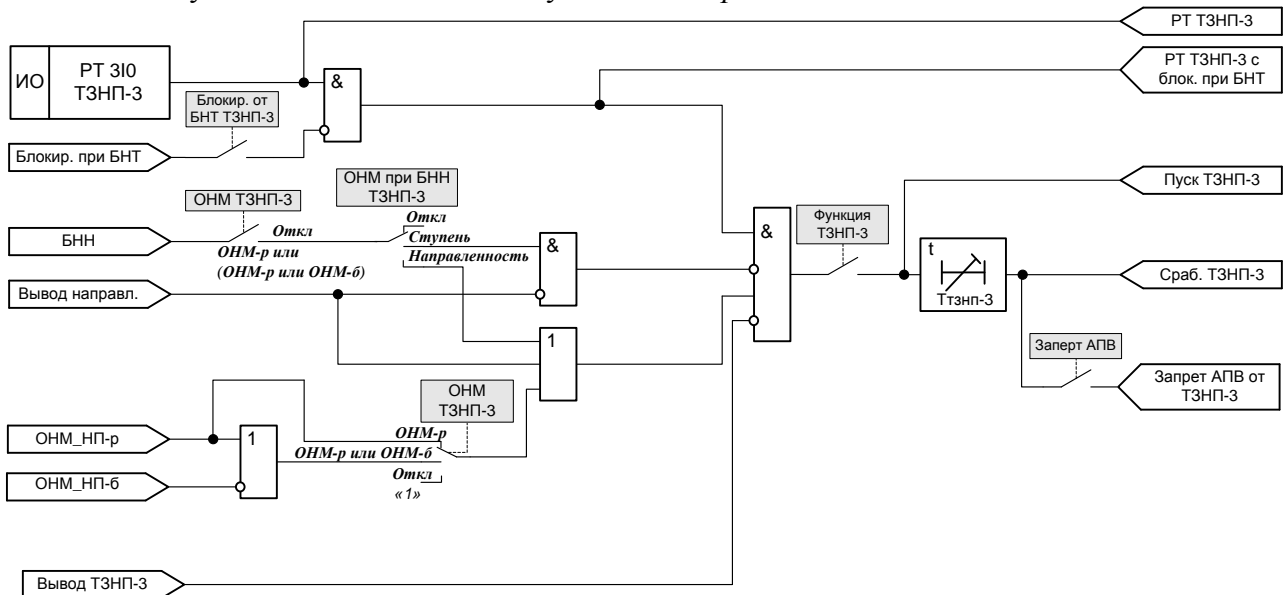 РТ ТЗНП-3
ИО
РТ 3I0
ТЗНП-3
&
РТ ТЗНП-3 с
блок. при БНТ
Блокир. от
БНТ ТЗНП-3
Блокир. при БНТ
ОНМ при БНН
ТЗНП-3
Пуск ТЗНП-3
ОНМ ТЗНП-3
Откл
Функция
ТЗНП-3
БНН
Откл
Ступень
&
&
t
ОНМ-р или
(ОНМ-р или ОНМ-б)
Направленность
Сраб. ТЗНП-3
Вывод направл.
Ттзнп-3
1
Заперт АПВ
ОНМ
ТЗНП-3
Запрет АПВ от
ТЗНП-3
ОНМ_НП-р
1
ОНМ-р
ОНМ-р или ОНМ-б
ОНМ_НП-б
Откл
«1»
Вывод ТЗНП-3